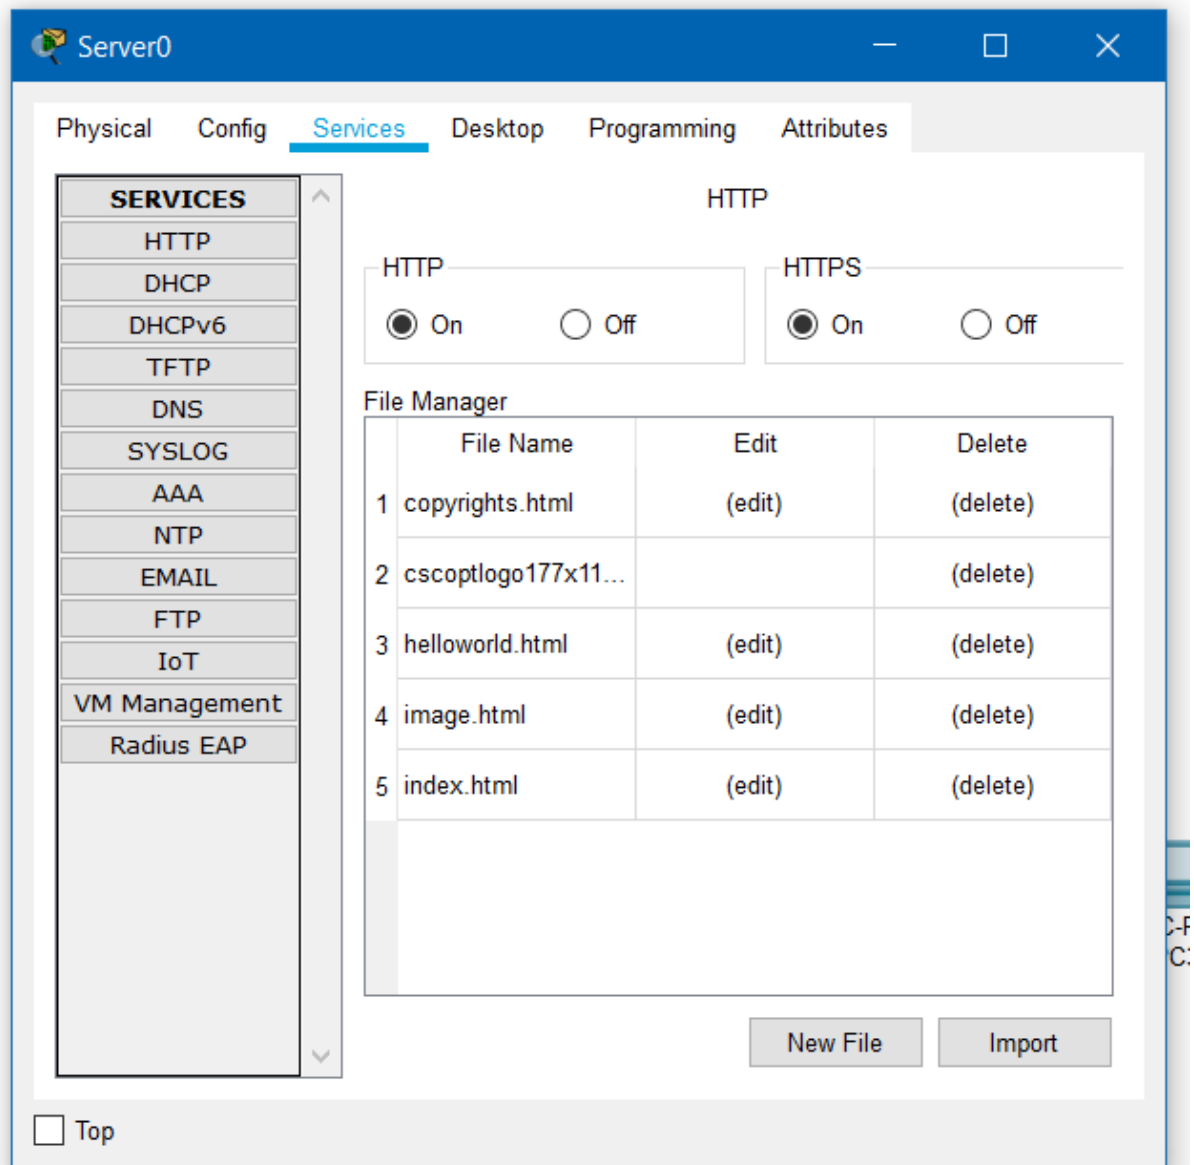 Server0
Physical Config Services Desktop Programming Attributes
SERVICES
HTTP
DHCP
DHCPv6
TFTP
DNS
SYSLOG
AAA
NTP
EMAIL
FTP
IoT
VM Management
Radius EAP
HTTP
HTTP
On Off
HTTPS
On Off
File Manager
File Name Edit Delete
1 copyrights.html (edit) (delete)
2 cscoptlogo177x11... (delete)
3 helloworld.html (edit) (delete)
4 image.html (edit) (delete)
5 index.html (edit) (delete)
New File Import
Top